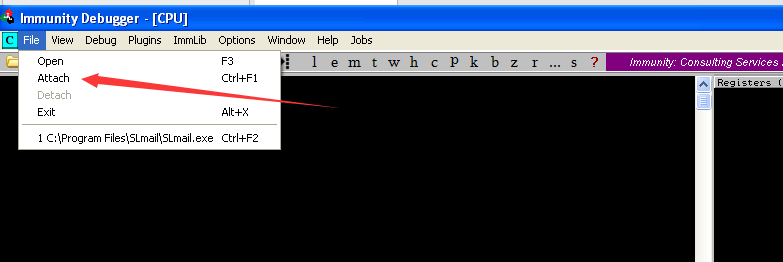 Immunity Debugger - [CPU]
C File View Debug Plugins ImmLib Options Window Help Jobs
l e m t w h c p k b z r ... s ? Immunity: Consulting Services
Open F3
Attach Ctrl+F1
Detach
Exit Alt+X
1 C:\Program Files\SLmail\SLmail.exe Ctrl+F2
Registers (